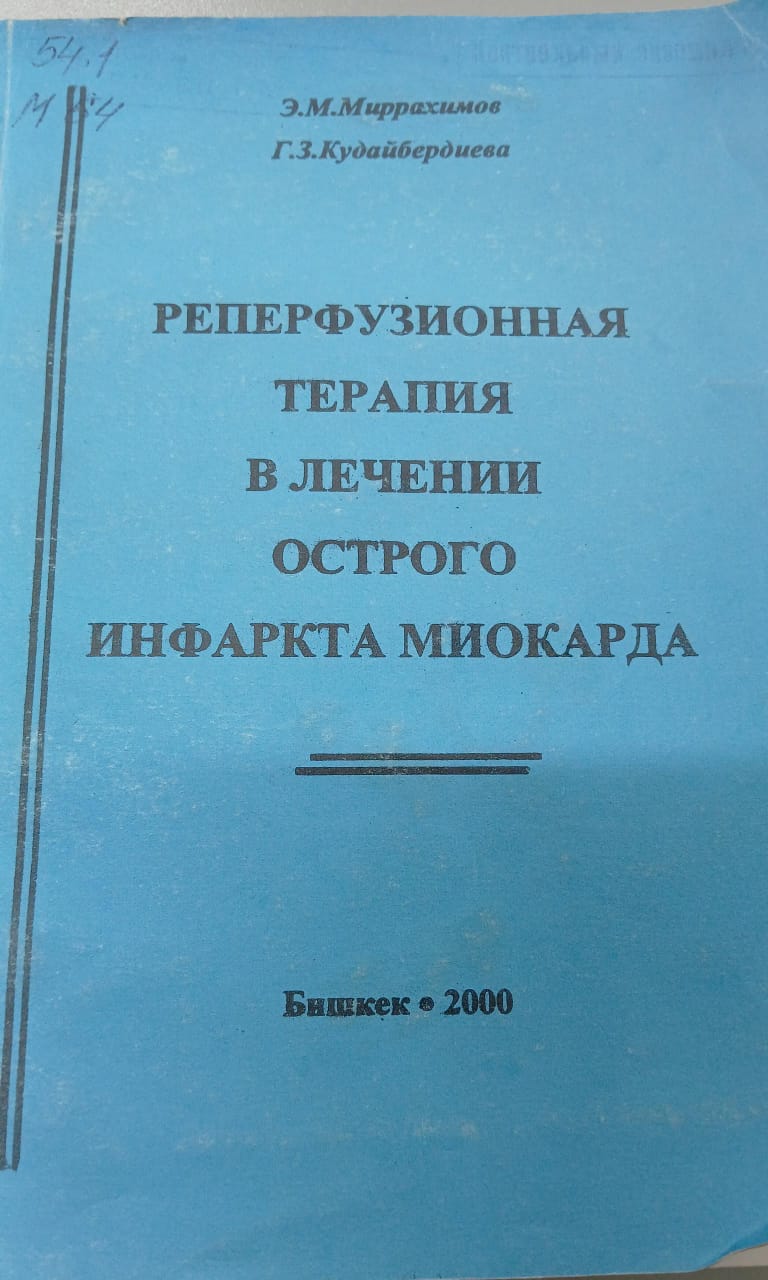 54.1
М
Э.М.Миррахимов
Г.З.Кудайбердиева
РЕПЕРФУЗИОННАЯ
ТЕРАПИЯ
В ЛЕЧЕНИИ
ОСТРОГО
ИНФАРКТА МИОКАРДА
Бишкек • 2000